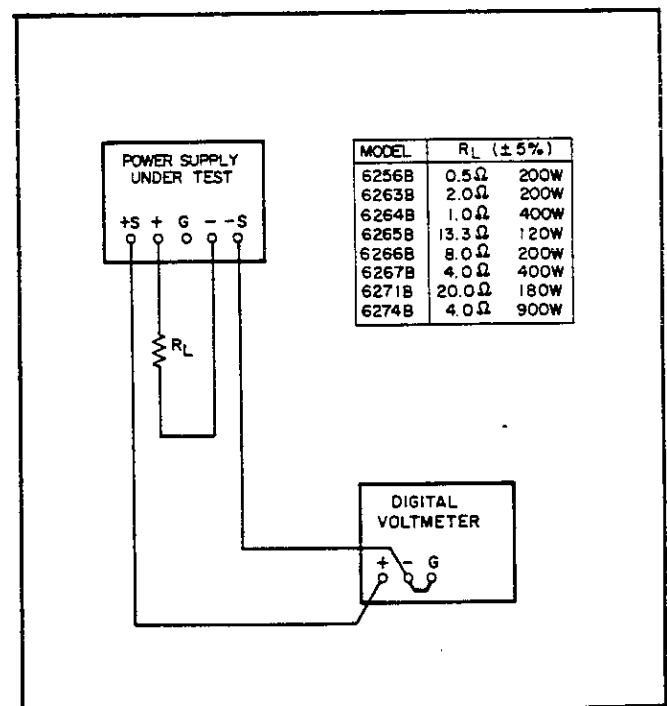 POWER SUPPLY
UNDER TEST
+S + G - -S
RL
MODEL RL (±5%)
6256B 0.5Ω 200W
6263B 2.0Ω 200W
6264B 1.0Ω 400W
6265B 13.3Ω 120W
6266B 8.0Ω 200W
6267B 4.0Ω 400W
6271B 20.0Ω 180W
6274B 4.0Ω 900W
DIGITAL
VOLTMETER
+ - G